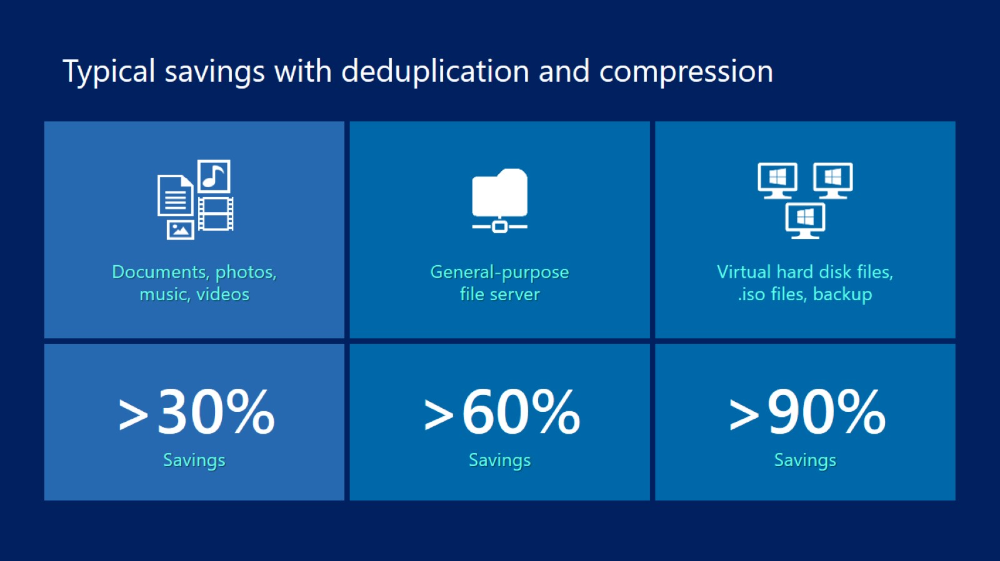 Typical savings with deduplication and compression
Documents, photos,
music, videos
General-purpose
file server
Virtual hard disk files,
.iso files, backup
>30%
Savings
>60%
Savings
>90%
Savings